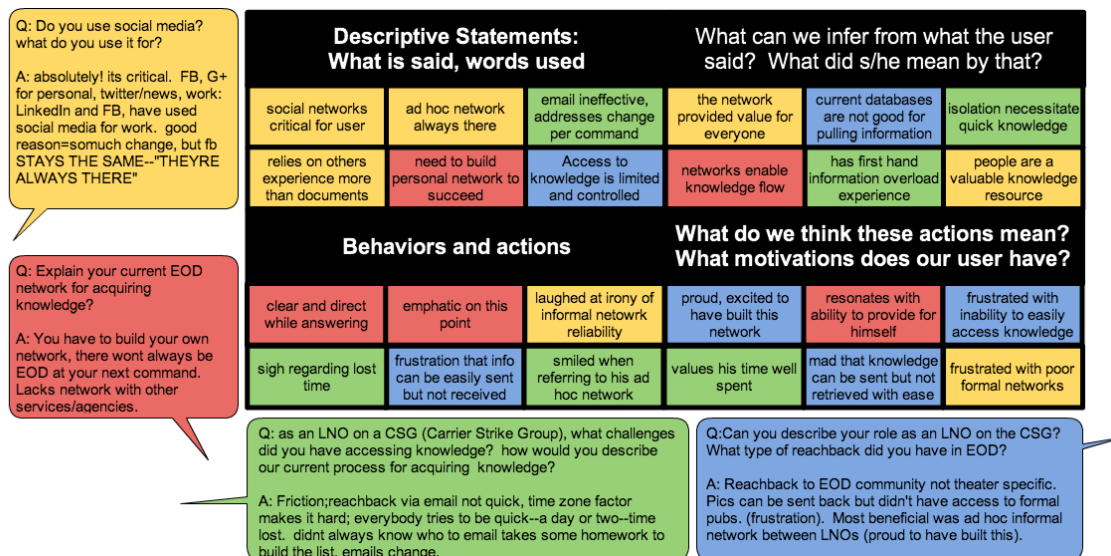 Q: Do you use social media?
what do you use it for?
A: absolutely! its critical. FB, G+
for personal, twitter/news, work:
LinkedIn and FB, have used
social media for work. good
reason=somuch change, but fb
STAYS THE SAME--"THEYRE
ALWAYS THERE"
Q: Explain your current EOD
network for acquiring
knowledge?
A: You have to build your own
network, there wont always be
EOD at your next command.
Lacks network with other
services/agencies.
Descriptive Statements:
What is said, words used
What can we infer from what the user
said? What did s/he mean by that?
social networks
critical for user
ad hoc network
always there
email ineffective,
addresses change
per command
the network
provided value for
everyone
current databases
are not good for
pulling information
isolation necessitate
quick knowledge
relies on others
experience more
than documents
need to build
personal network to
succeed
Access to
knowledge is limited
and controlled
networks enable
knowledge flow
has first hand
information overload
experience
people are a
valuable knowledge
resource
Behaviors and actions
What do we think these actions mean?
What motivations does our user have?
clear and direct
while answering
emphatic on this
point
laughed at irony of
informal netowrk
reliability
proud, excited to
have built this
network
resonates with
ability to provide for
himself
frustrated with
inability to easily
access knowledge
sigh regarding lost
time
frustration that info
can be easily sent
but not received
smiled when
referring to his ad
hoc network
values his time well
spent
mad that knowledge
can be sent but not
retrieved with ease
frustrated with poor
formal networks
Q: as an LNO on a CSG (Carrier Strike Group), what challenges
did you have accessing knowledge? how would you describe
our current process for acquiring knowledge?
A: Friction;reachback via email not quick, time zone factor
makes it hard; everybody tries to be quick--a day or two--time
lost. didnt always know who to email takes some homework to
build the list, emails change.
Q:Can you describe your role as an LNO on the CSG?
What type of reachback did you have in EOD?
A: Reachback to EOD community not theater specific.
Pics can be sent back but didn't have access to formal
pubs. (frustration). Most beneficial was ad hoc informal
network between LNOs (proud to have built this).